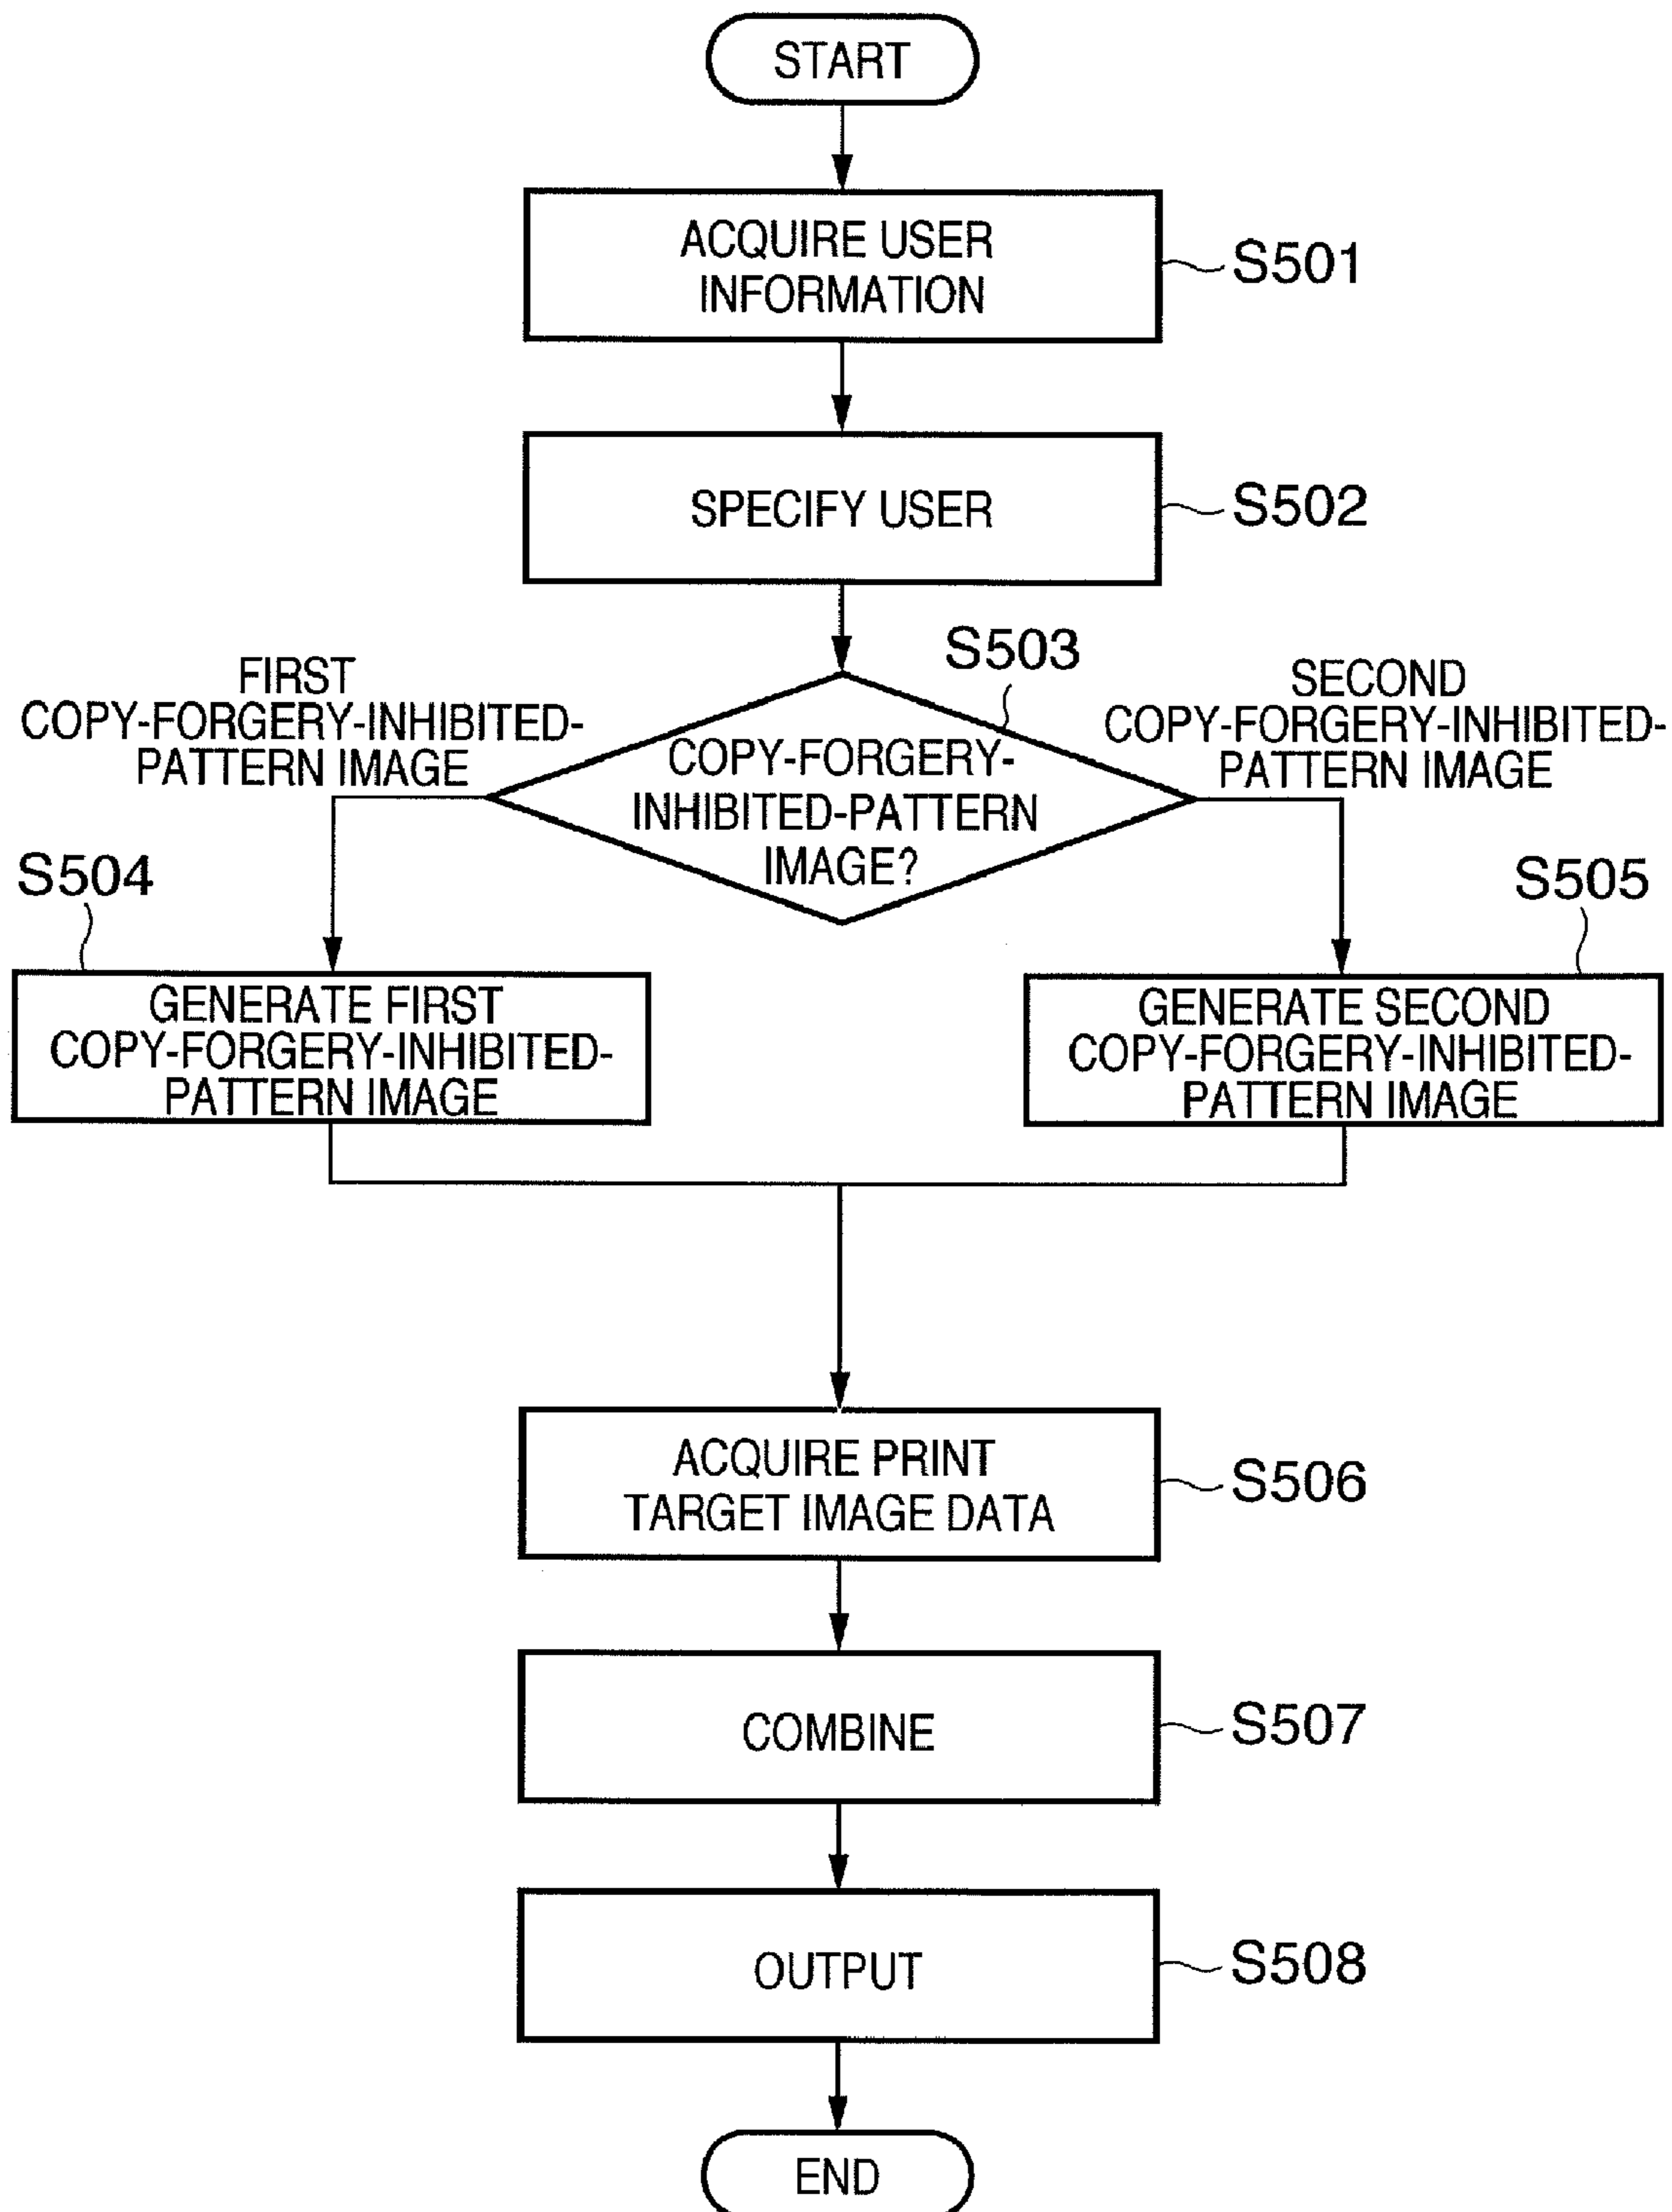 START
ACQUIRE USER
INFORMATION
S501
SPECIFY USER
S502
S503
FIRST
COPY-FORGERY-INHIBITED-
PATTERN IMAGE
COPY-FORGERY-
INHIBITED-PATTERN
IMAGE?
SECOND
COPY-FORGERY-INHIBITED-
PATTERN IMAGE
S504
GENERATE FIRST
COPY-FORGERY-INHIBITED-
PATTERN IMAGE
S505
GENERATE SECOND
COPY-FORGERY-INHIBITED-
PATTERN IMAGE
ACQUIRE PRINT
TARGET IMAGE DATA
S506
COMBINE
S507
OUTPUT
S508
END